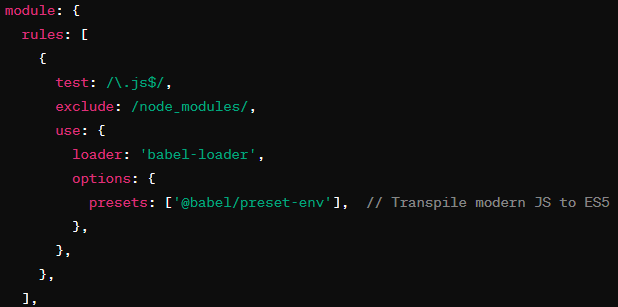 module: {
  rules: [
    {
      test: /\.js$/,
      exclude: /node_modules/,
      use: {
        loader: 'babel-loader',
        options: {
          presets: ['@babel/preset-env'],  // Transpile modern JS to ES5
        },
      },
    },
  ],